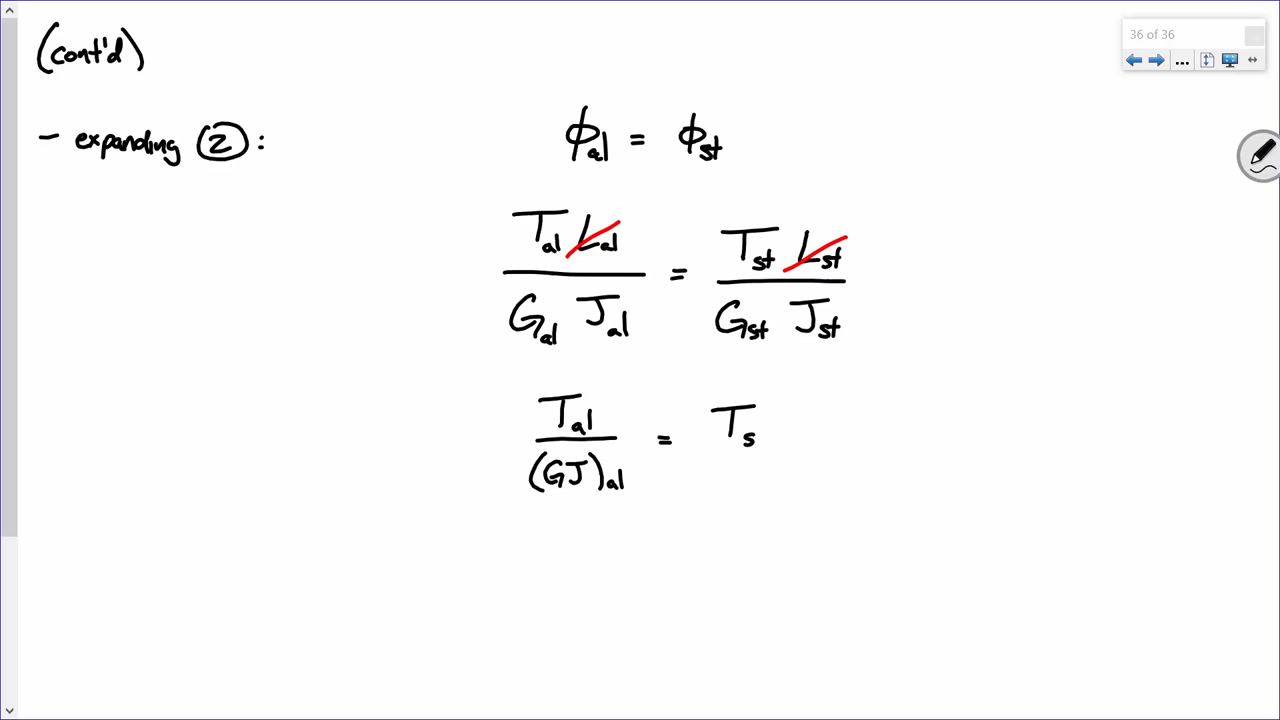 (cont'd)
36 of 36
– expanding ②: ϕal = ϕst
Tal Lal / Gal Jal = Tst Lst / Gst Jst
Tal / (GJ)al = Ts